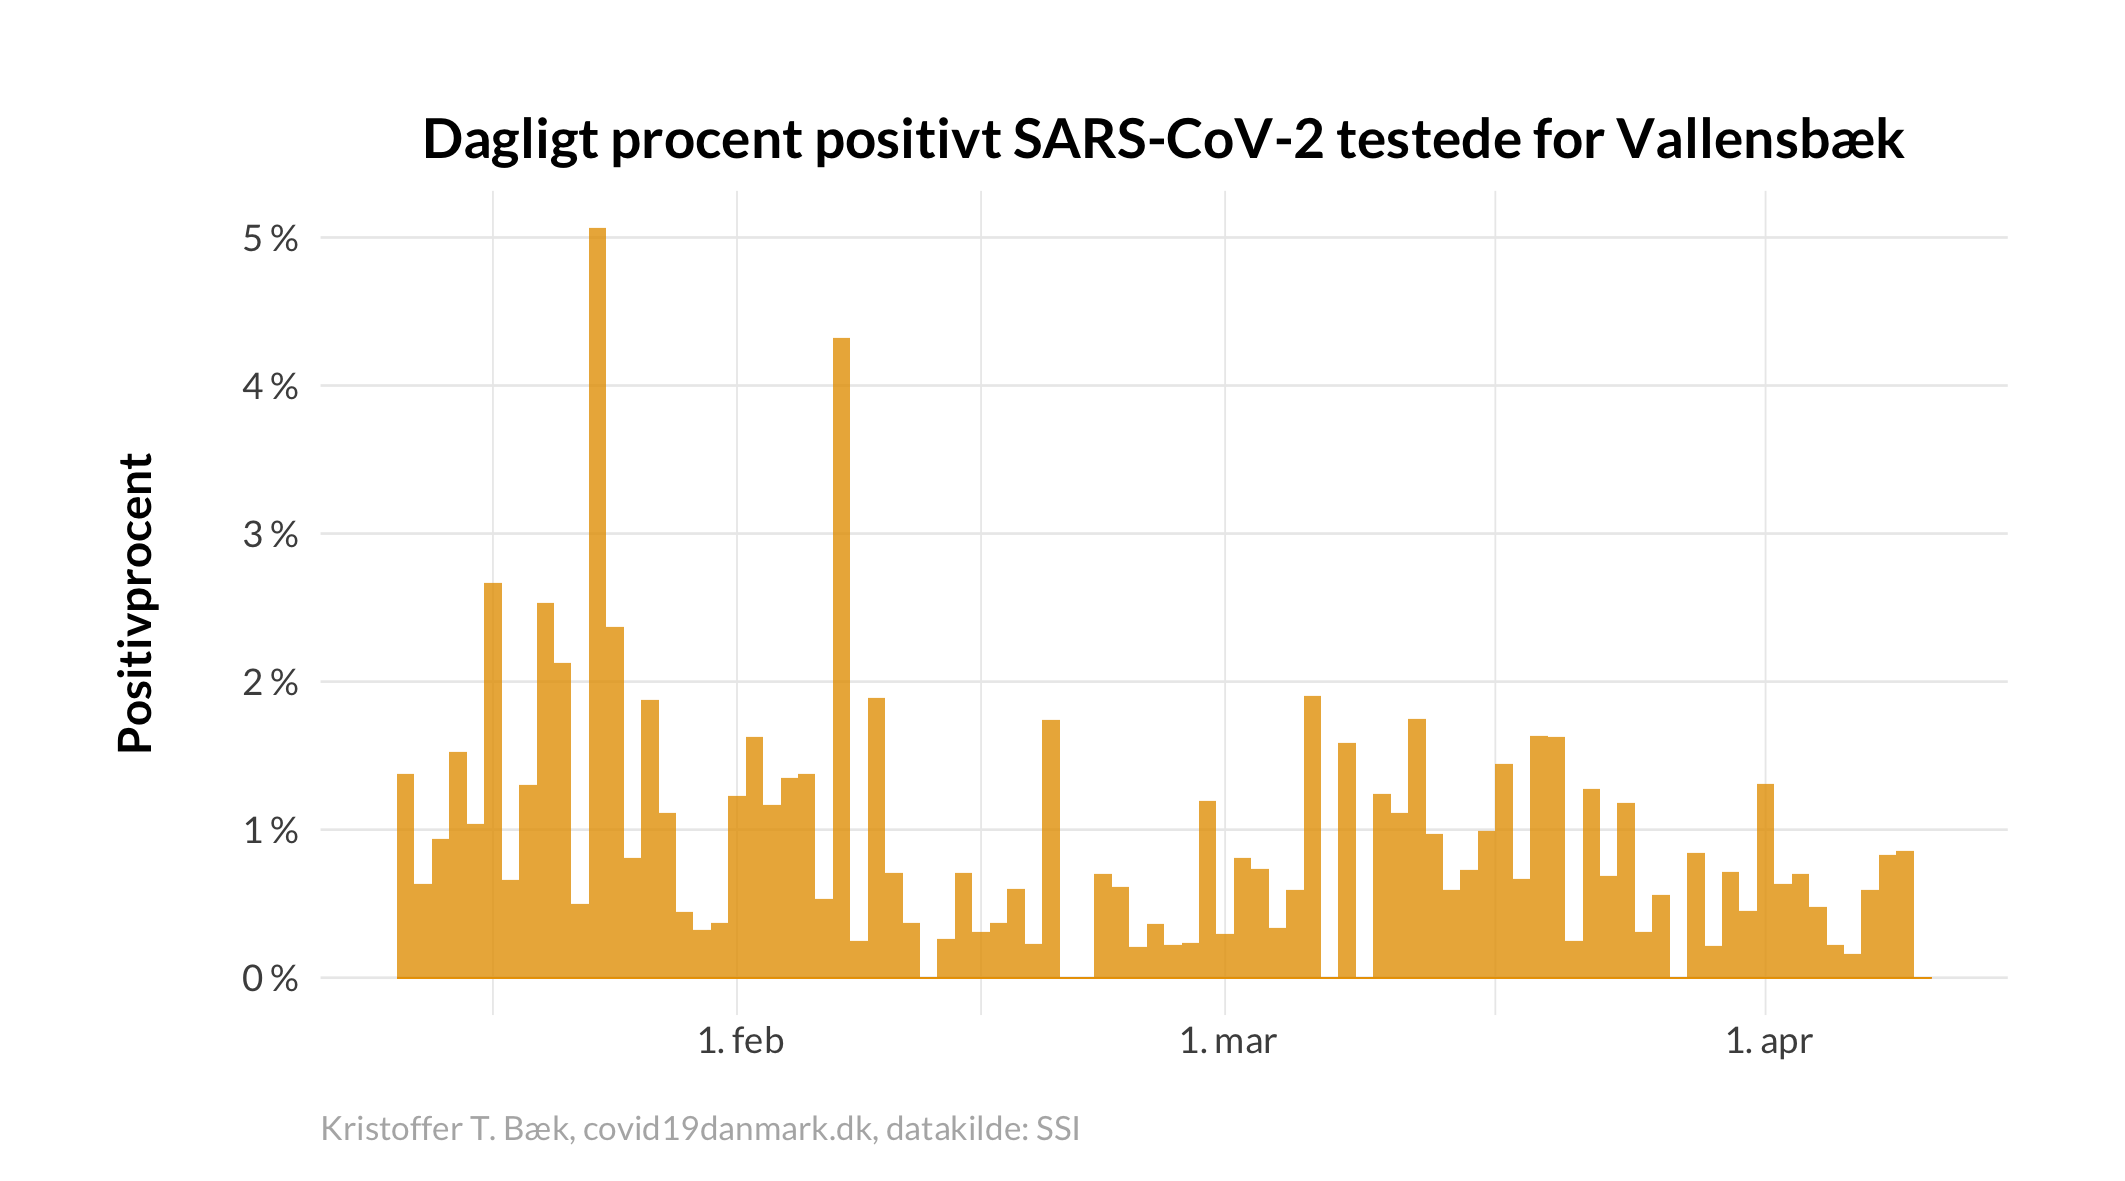 Dagligt procent positivt SARS-CoV-2 testede for Vallensbæk
Positivprocent
5 %
4 %
3 %
2 %
1 %
0 %
1. feb
1. mar
1. apr
Kristoffer T. Bæk, covid19danmark.dk, datakilde: SSI